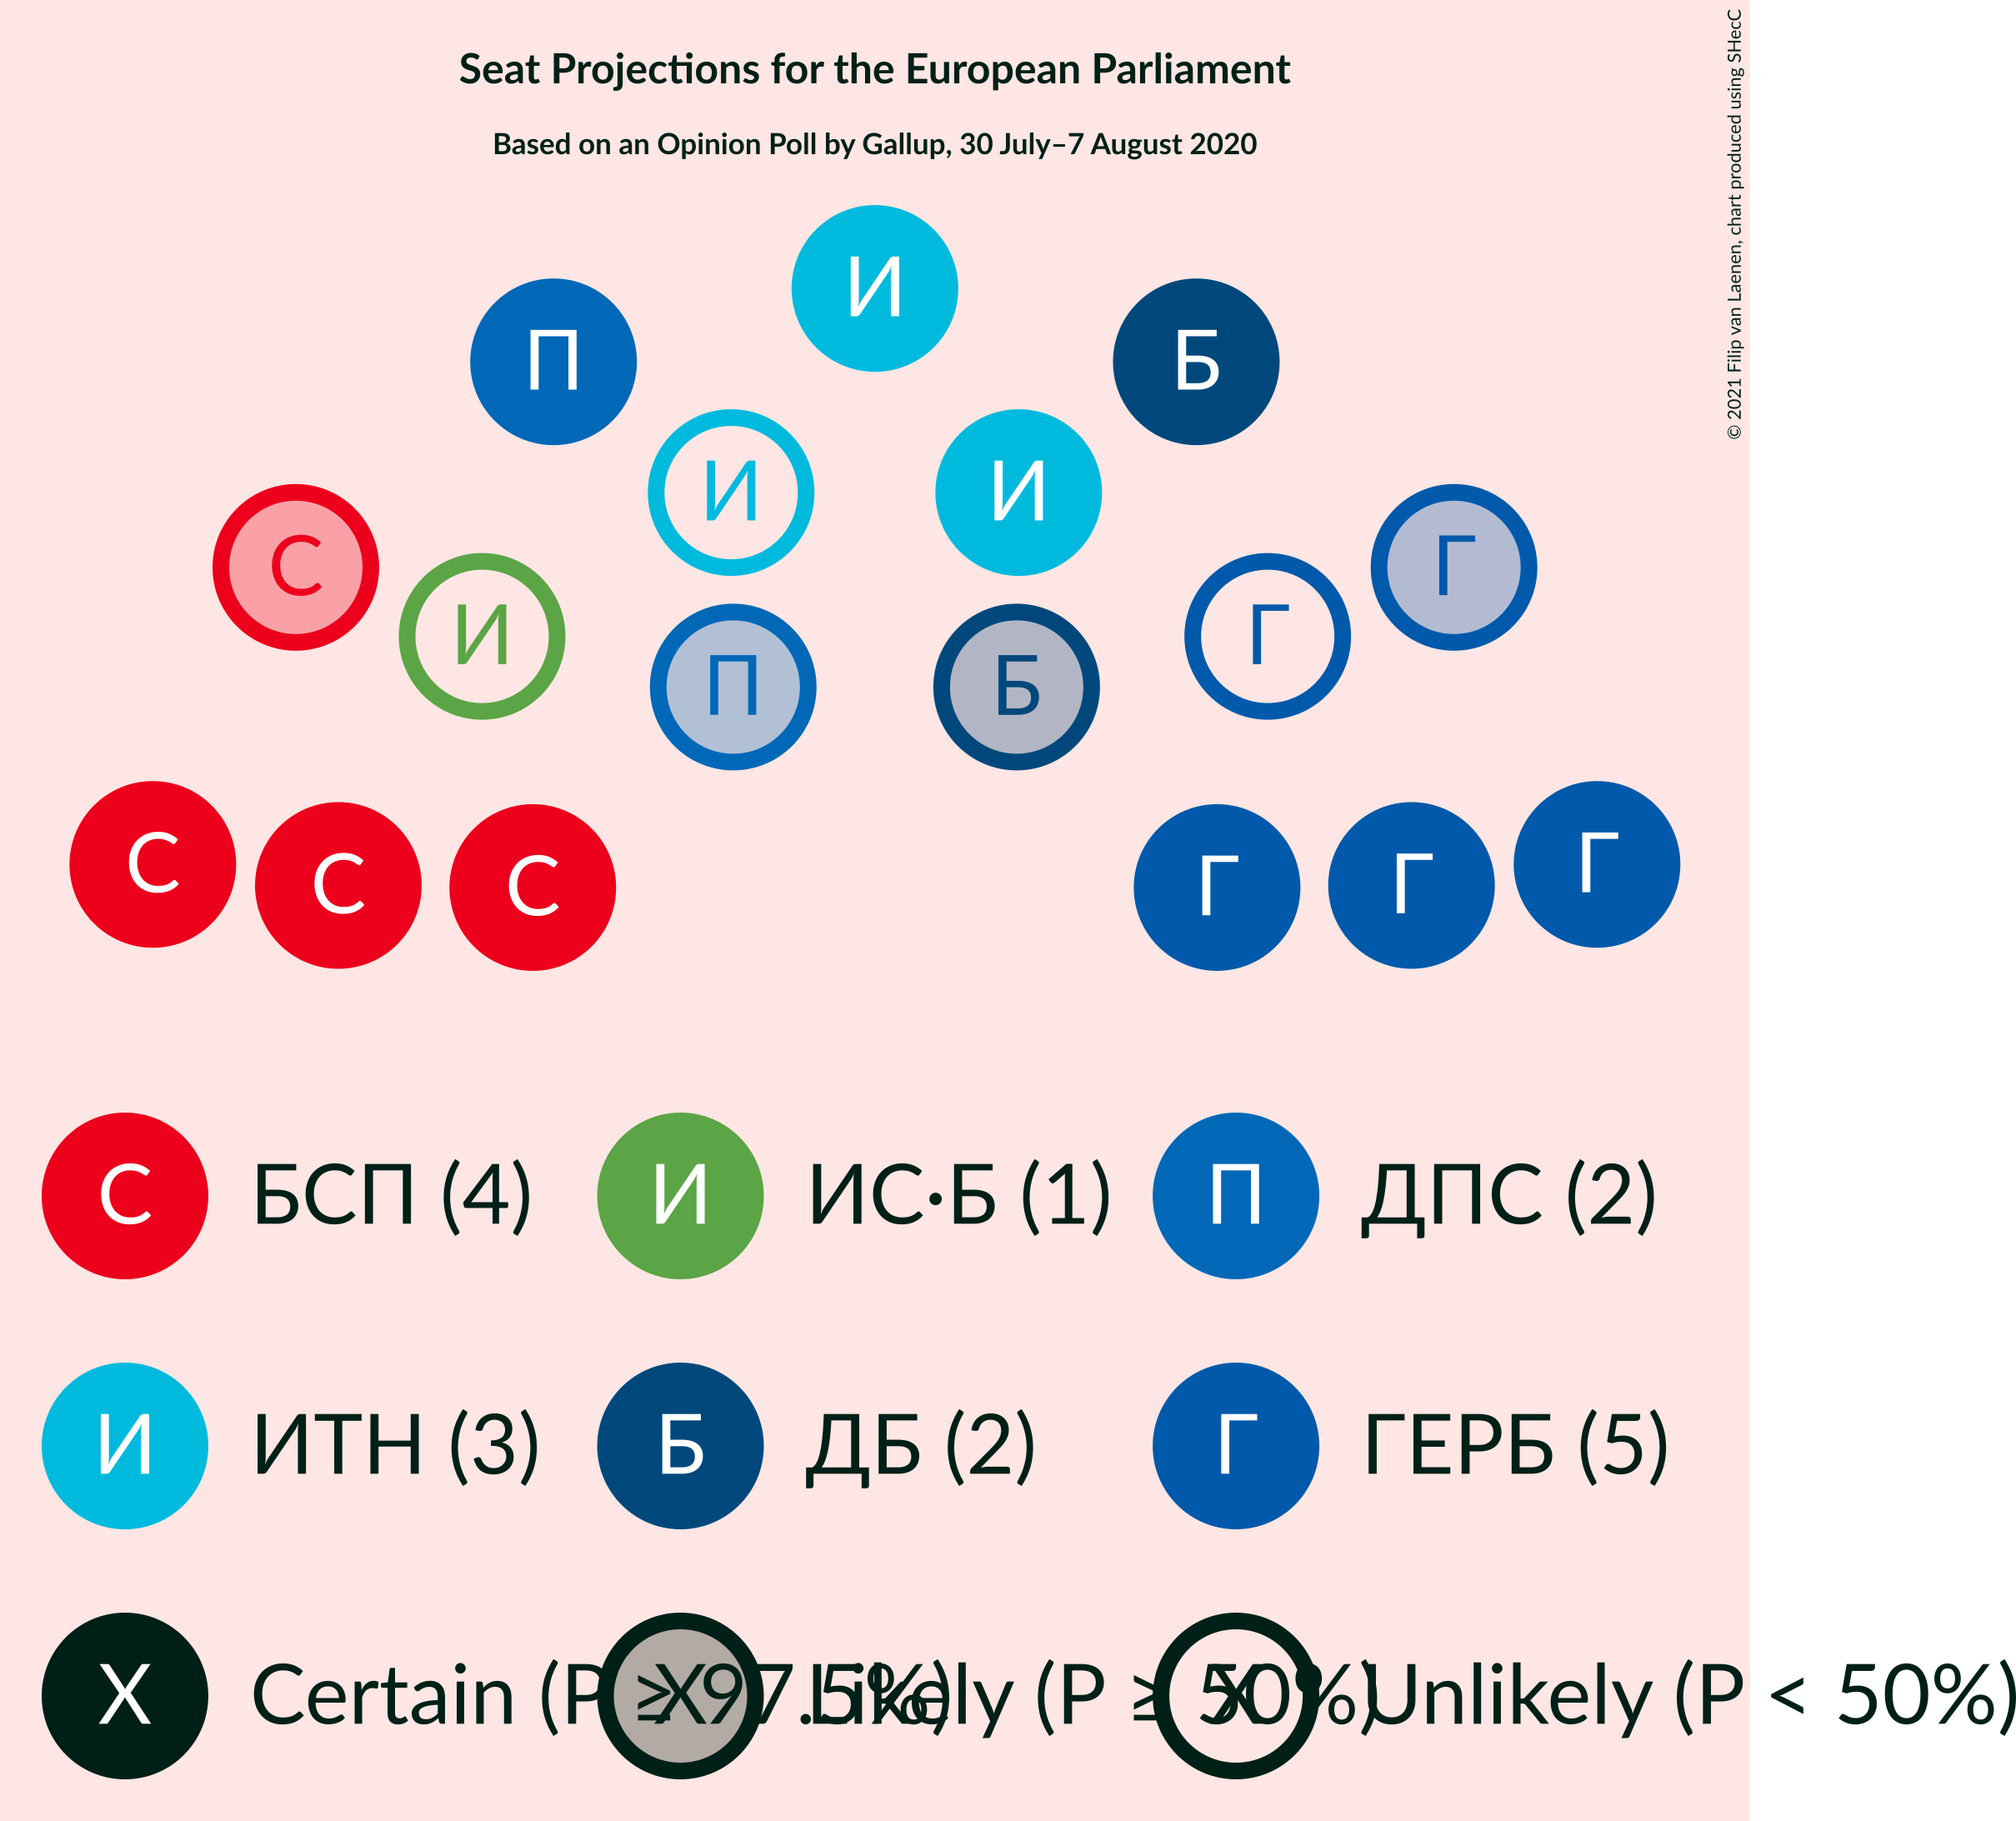 Seat Projections for the European Parliament
Based on an Opinion Poll by Gallup, 30 July–7 August 2020
© 2021 Filip van Laenen, chart produced using SHecC
И
П
Б
И
И
С
Г
И
Г
П
Б
С
С
С
Г
Г
Г
С БСП (4) И ИС·Б (1) П ДПС (2)
И ИТН (3) Б ДБ (2) Г ГЕРБ (5)
X Certain (P ≥ 97.5%) X Likely (P ≥ 50%) X Unlikely (P < 50%)